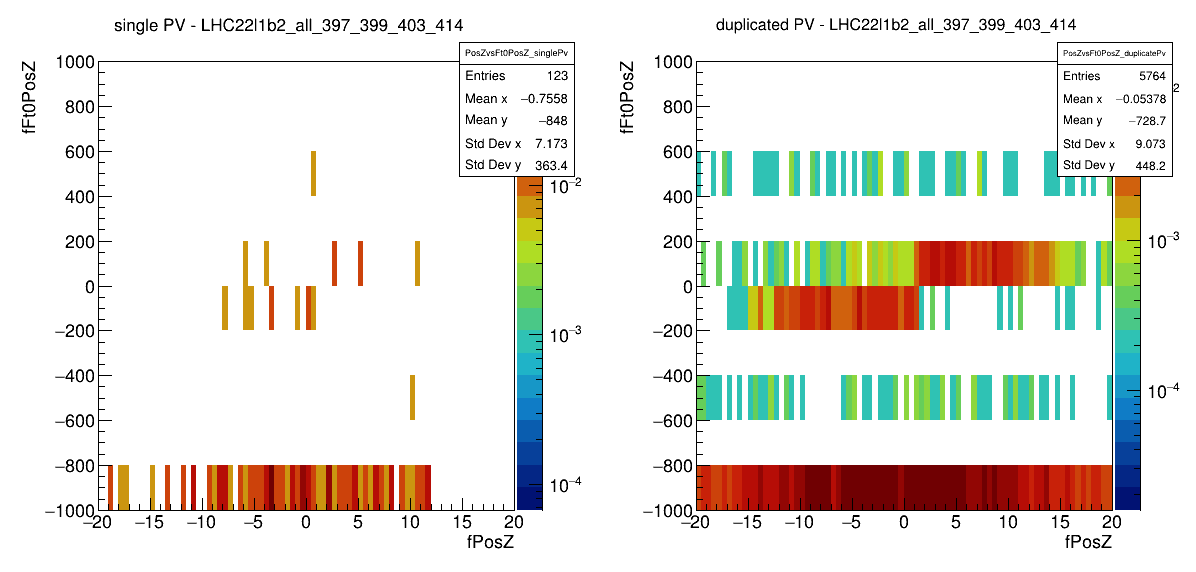 single PV - LHC22l1b2_all_397_399_403_414
PosZvsFt0PosZ_singlePv
Entries 123
Mean x −0.7558
Mean y −848
Std Dev x 7.173
Std Dev y 363.4
fFt0PosZ
1000
800
600
400
200
0
−200
−400
−600
−800
−1000
−20 −15 −10 −5 0 5 10 15 20
fPosZ
10−2
10−3
10−4
duplicated PV - LHC22l1b2_all_397_399_403_414
PosZvsFt0PosZ_duplicatePv
Entries 5764
Mean x −0.05378
Mean y −728.7
Std Dev x 9.073
Std Dev y 448.2
fFt0PosZ
1000
800
600
400
200
0
−200
−400
−600
−800
−1000
−20 −15 −10 −5 0 5 10 15 20
fPosZ
2
10−3
10−4